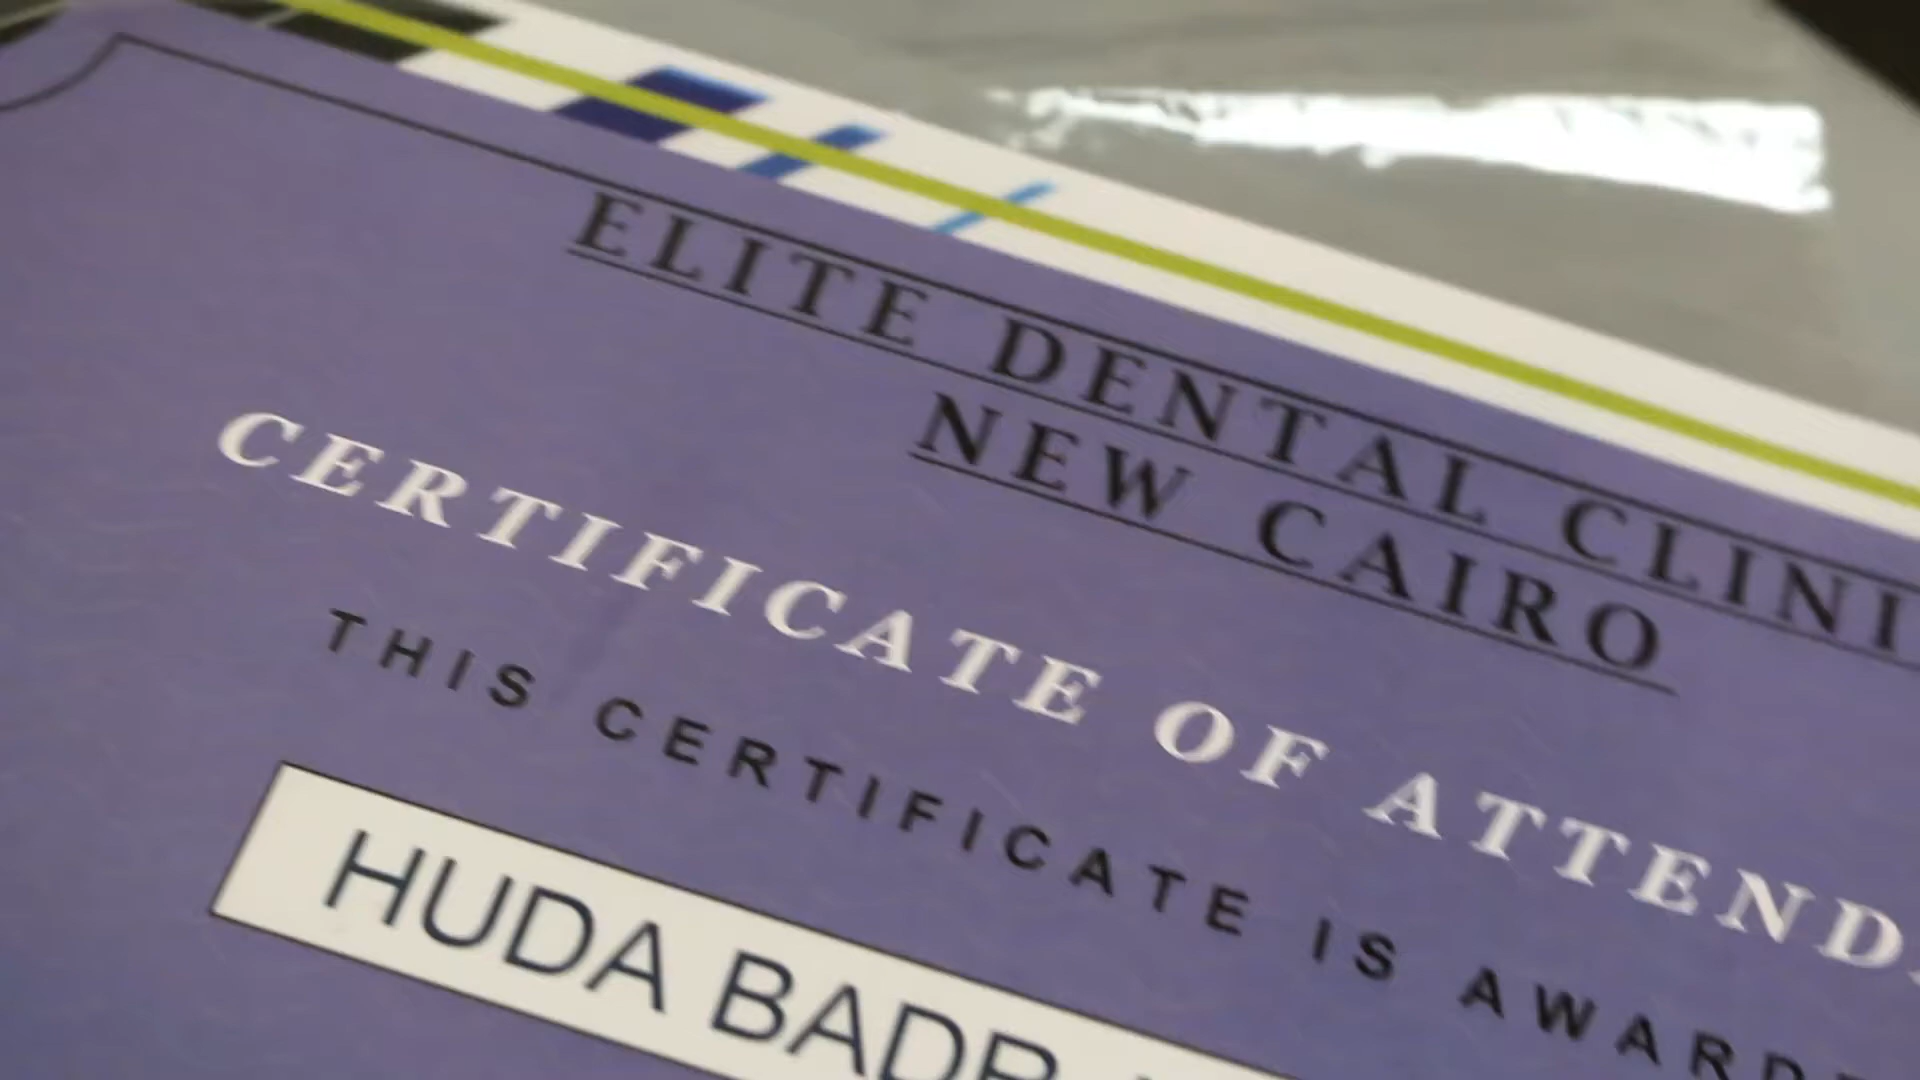 ELITE DENTAL CLINI
NEW CAIRO
CERTIFICATE OF ATTEND
THIS CERTIFICATE IS AWARD
HUDA BADR